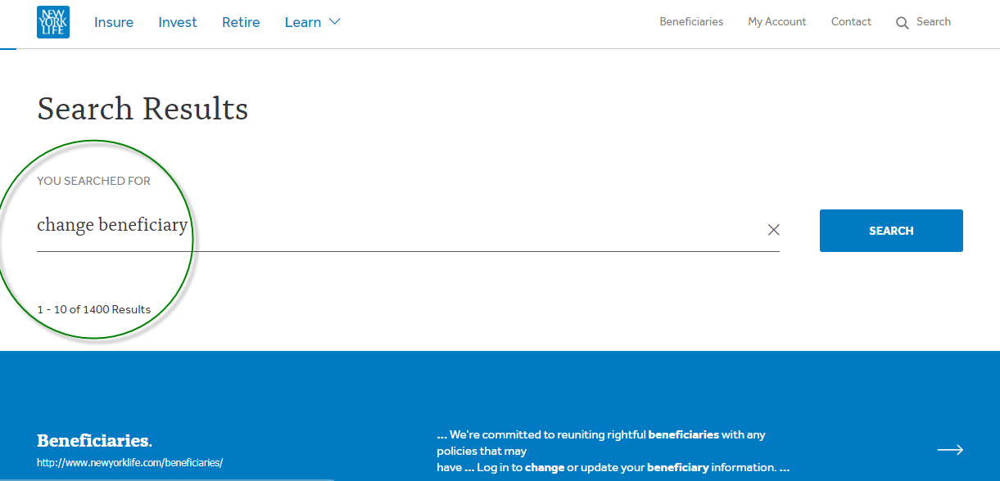 NEW
YORK
LIFE
Insure Invest Retire Learn
Beneficiaries My Account Contact Search
Search Results
YOU SEARCHED FOR
change beneficiary
SEARCH
1 - 10 of 1400 Results
Beneficiaries.
http://www.newyorklife.com/beneficiaries/
... We're committed to reuniting rightful beneficiaries with any
policies that may
have ... Log in to change or update your beneficiary information. ...